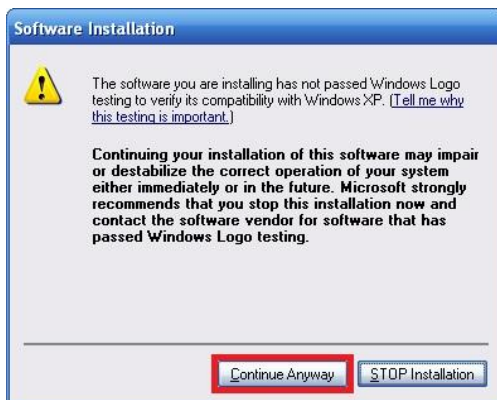 Software Installation
The software you are installing has not passed Windows Logo
testing to verify its compatibility with Windows XP. (Tell me why
this testing is important.)
Continuing your installation of this software may impair
or destabilize the correct operation of your system
either immediately or in the future. Microsoft strongly
recommends that you stop this installation now and
contact the software vendor for software that has
passed Windows Logo testing.
Continue Anyway
STOP Installation